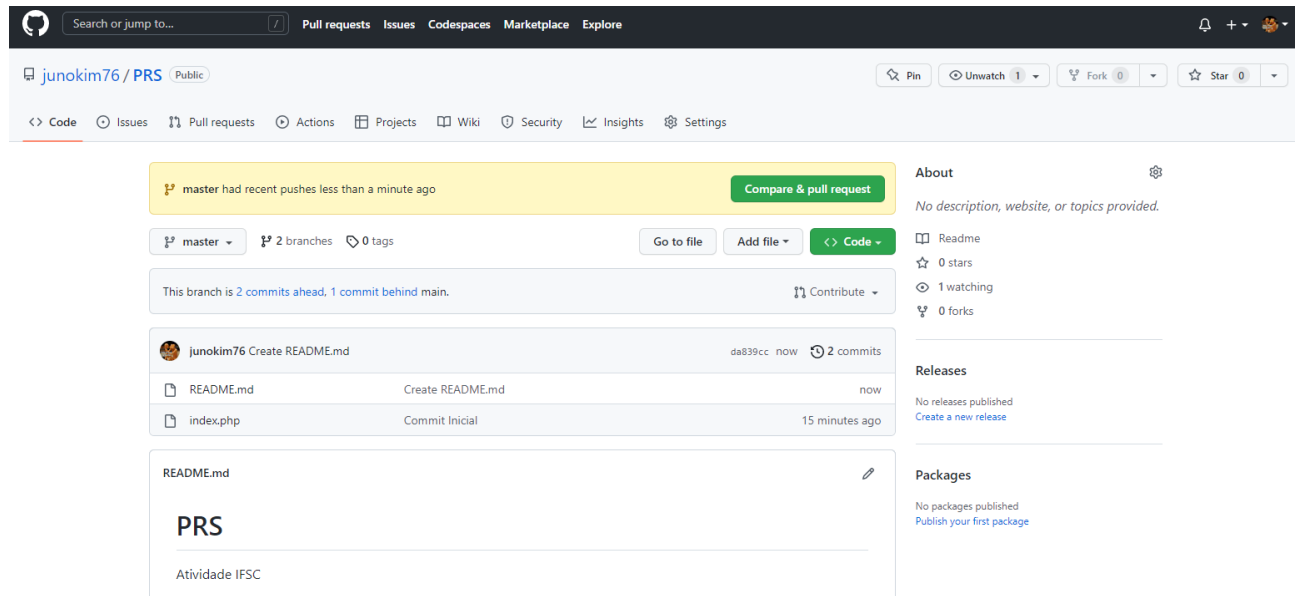 Search or jump to... / Pull requests Issues Codespaces Marketplace Explore
junokim76 / PRS Public Pin Unwatch 1 Fork 0 Star 0
Code Issues Pull requests Actions Projects Wiki Security Insights Settings
master had recent pushes less than a minute ago Compare & pull request
master 2 branches 0 tags Go to file Add file Code
This branch is 2 commits ahead, 1 commit behind main. Contribute
junokim76 Create README.md da839cc now 2 commits
README.md Create README.md now
index.php Commit Inicial 15 minutes ago
README.md
PRS
Atividade IFSC
About
No description, website, or topics provided.
Readme
0 stars
1 watching
0 forks
Releases
No releases published
Create a new release
Packages
No packages published
Publish your first package